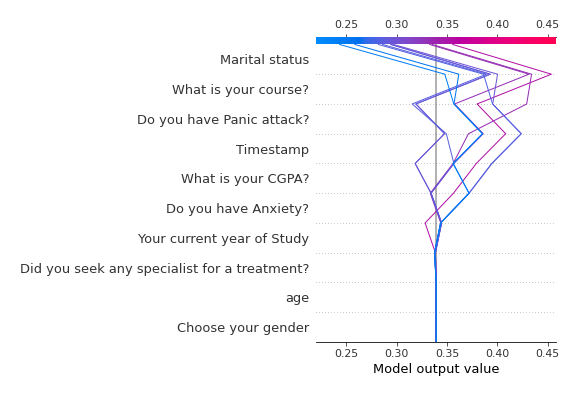 0.25 0.30 0.35 0.40 0.45
Marital status
What is your course?
Do you have Panic attack?
Timestamp
What is your CGPA?
Do you have Anxiety?
Your current year of Study
Did you seek any specialist for a treatment?
age
Choose your gender
0.25 0.30 0.35 0.40 0.45
Model output value